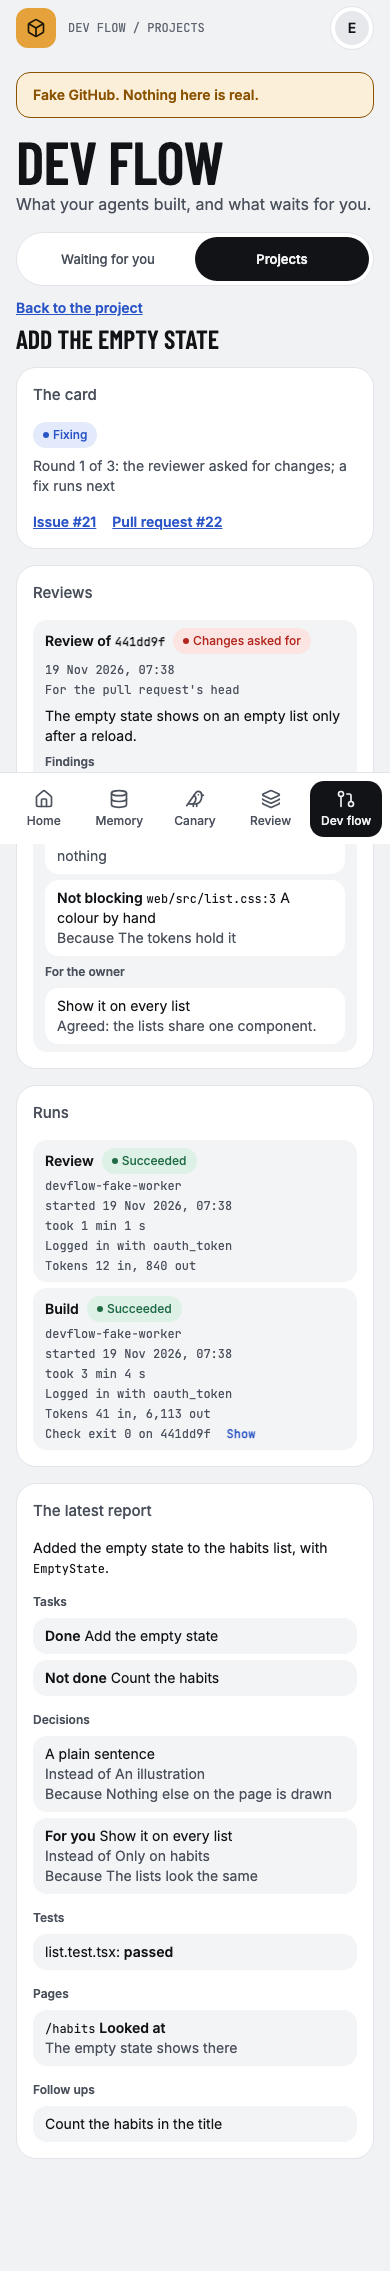 DEV FLOW / PROJECTS
E
Fake GitHub. Nothing here is real.
DEV FLOW
What your agents built, and what waits for you.
Waiting for you
Projects
Back to the project
ADD THE EMPTY STATE
The card
Fixing
Round 1 of 3: the reviewer asked for changes; a
fix runs next
Issue #21 Pull request #22
Reviews
Review of 441dd9f Changes asked for
19 Nov 2026, 07:38
For the pull request's head
The empty state shows on an empty list only
after a reload.
Findings
Home
Memory
Canary
Review
Dev flow
nothing
Not blocking web/src/list.css:3 A
colour by hand
Because The tokens hold it
For the owner
Show it on every list
Agreed: the lists share one component.
Runs
Review Succeeded
devflow-fake-worker
started 19 Nov 2026, 07:38
took 1 min 1 s
Logged in with oauth_token
Tokens 12 in, 840 out
Build Succeeded
devflow-fake-worker
started 19 Nov 2026, 07:38
took 3 min 4 s
Logged in with oauth_token
Tokens 41 in, 6,113 out
Check exit 0 on 441dd9f Show
The latest report
Added the empty state to the habits list, with
EmptyState.
Tasks
Done Add the empty state
Not done Count the habits
Decisions
A plain sentence
Instead of An illustration
Because Nothing else on the page is drawn
For you Show it on every list
Instead of Only on habits
Because The lists look the same
Tests
list.test.tsx: passed
Pages
/habits Looked at
The empty state shows there
Follow ups
Count the habits in the title